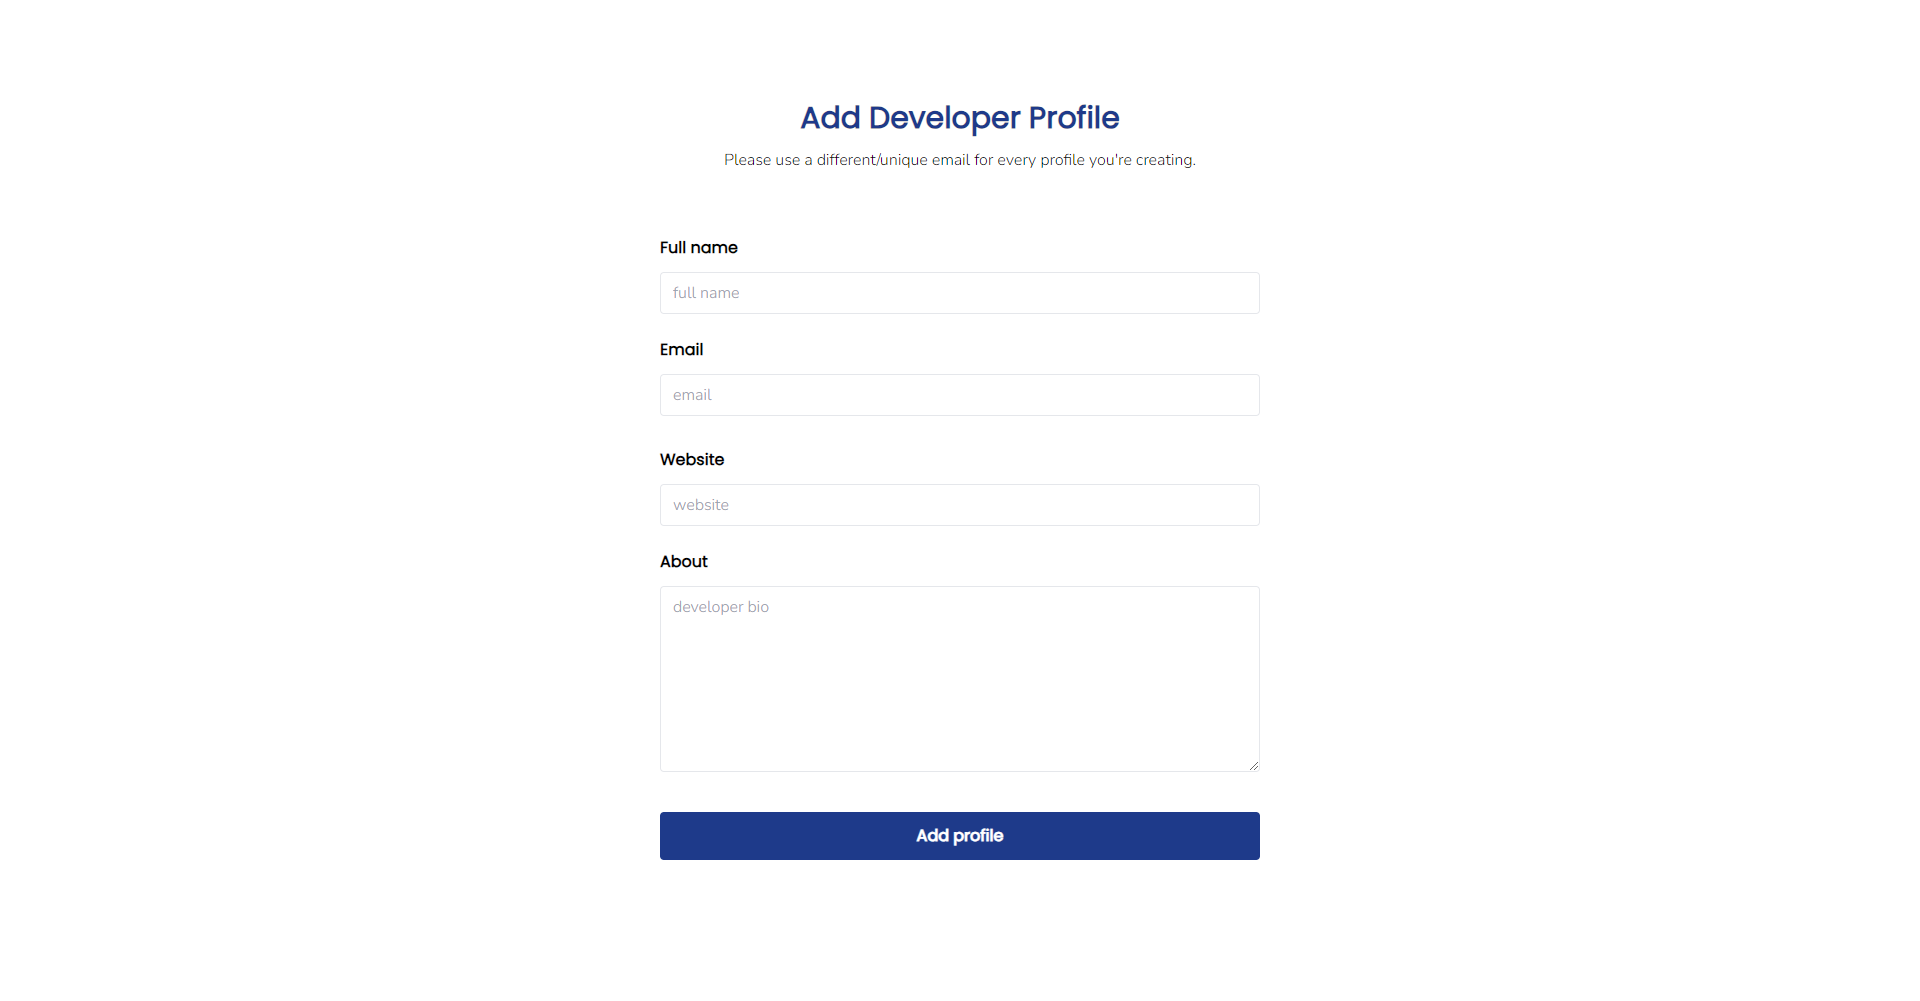 Add Developer Profile
Please use a different/unique email for every profile you're creating.
Full name
full name
Email
email
Website
website
About
developer bio
Add profile